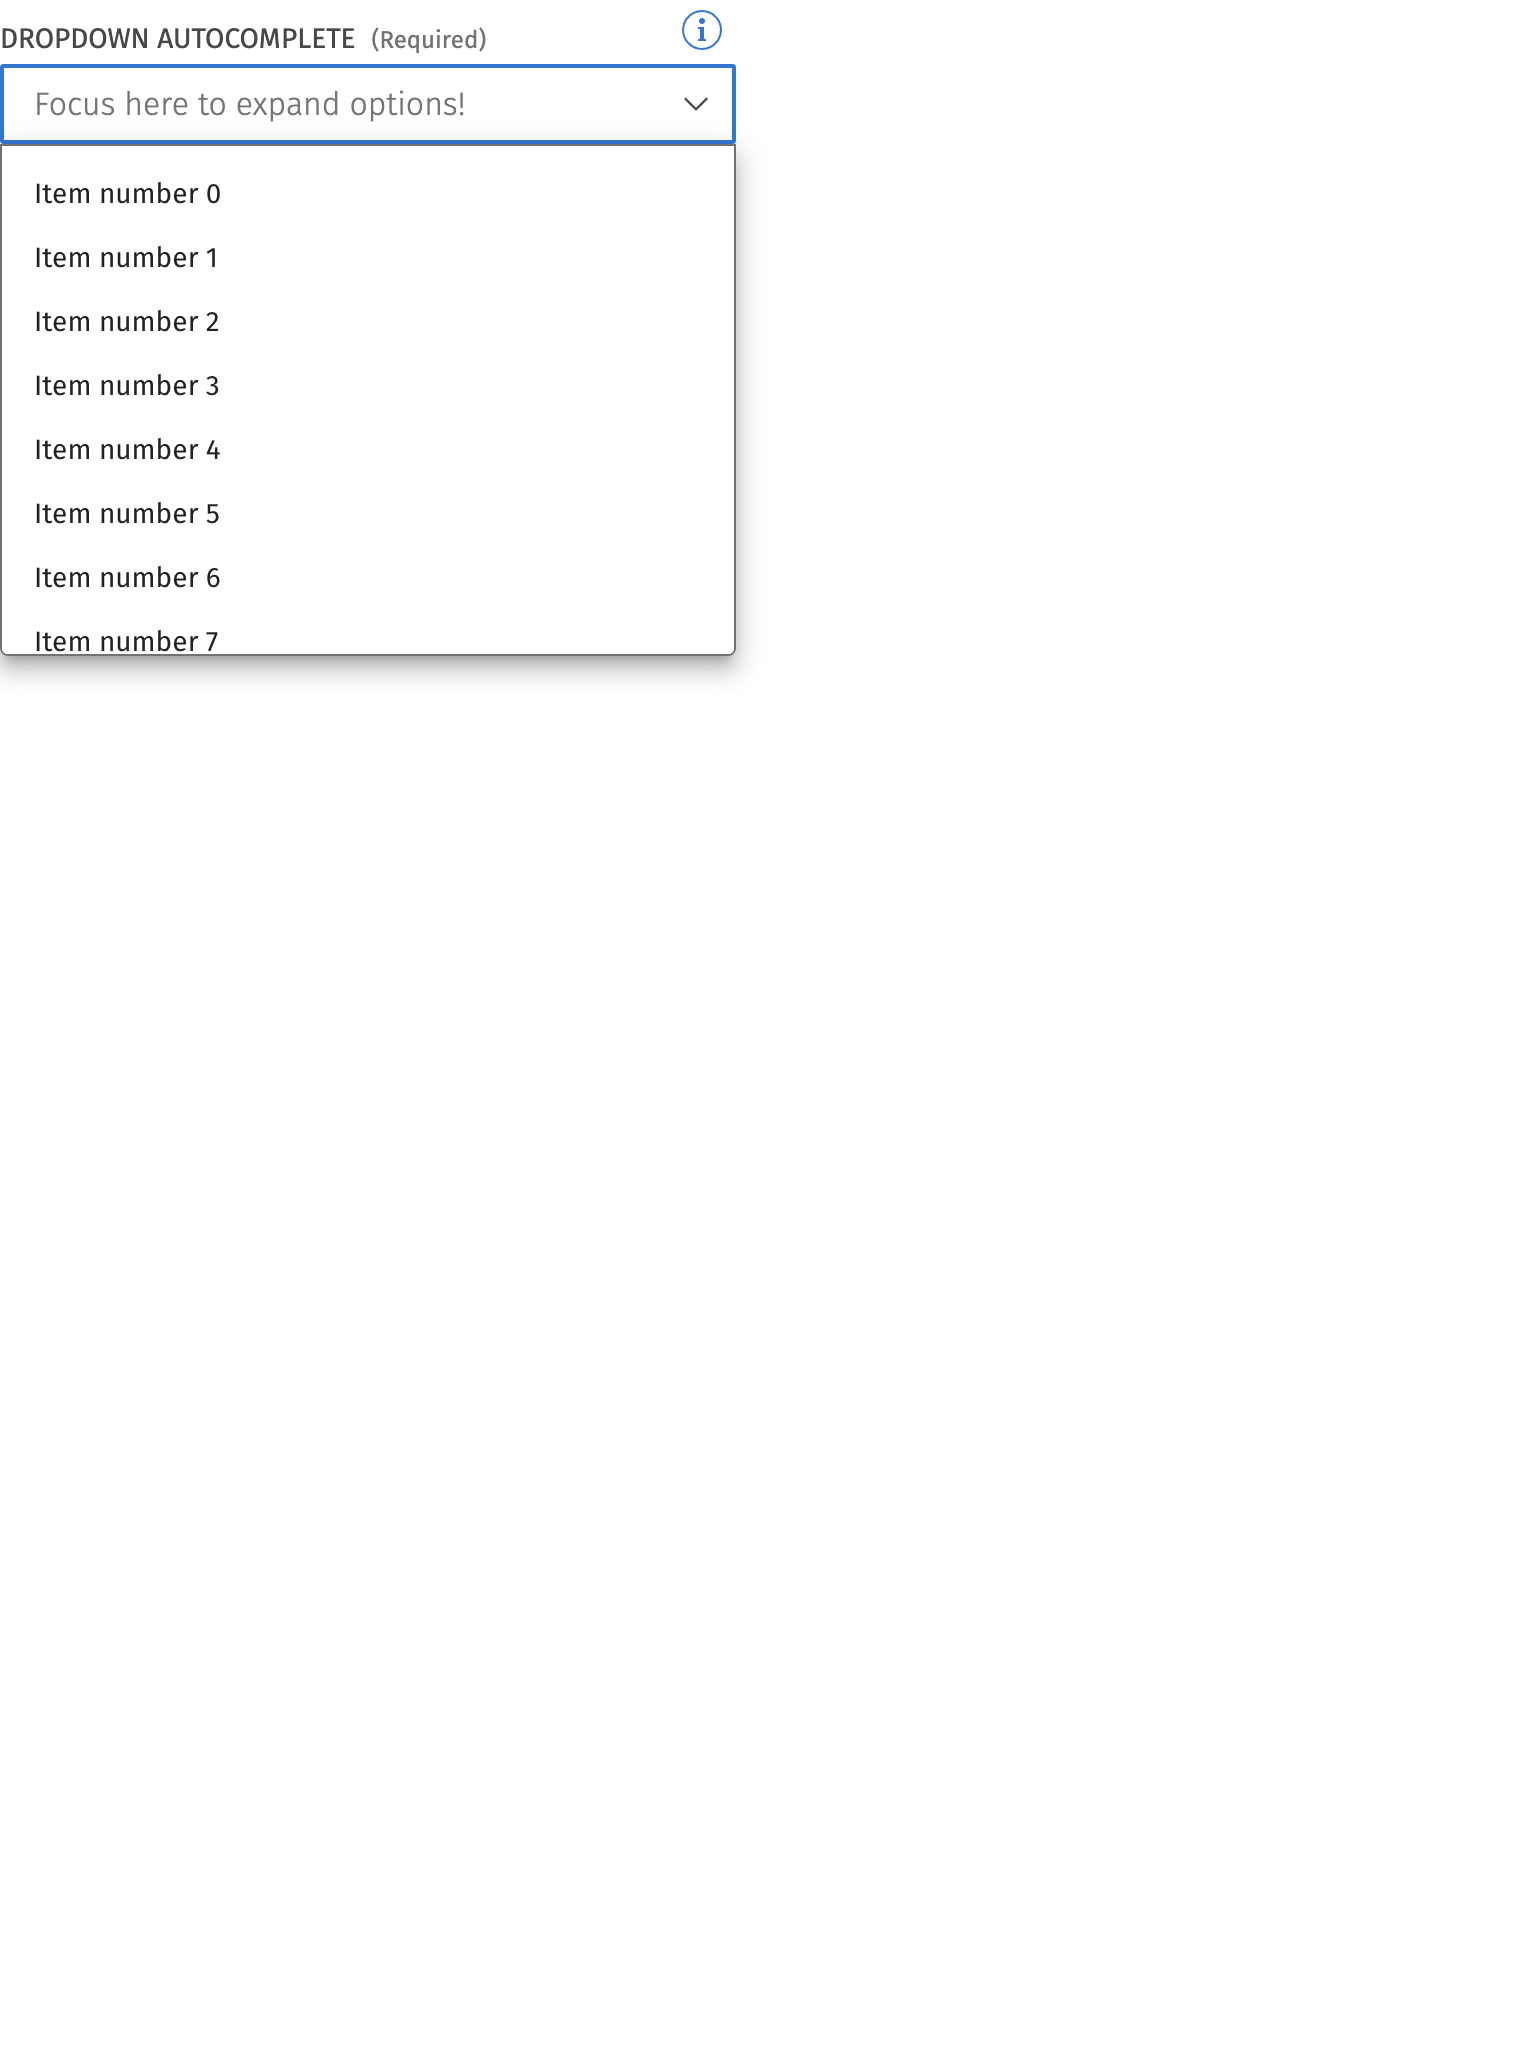 DROPDOWN AUTOCOMPLETE (Required)
Focus here to expand options!
Item number 0
Item number 1
Item number 2
Item number 3
Item number 4
Item number 5
Item number 6
Item number 7